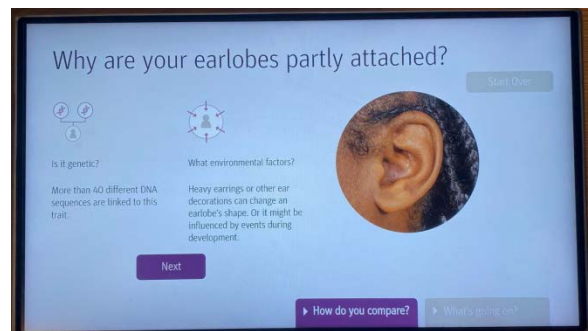 Why are your earlobes partly attached?
Start Over
Is it genetic?
More than 40 different DNA
sequences are linked to this
trait.
What environmental factors?
Heavy earrings or other ear
decorations can change an
earlobe's shape. Or it might be
influenced by events during
development.
Next
How do you compare?
What's going on?